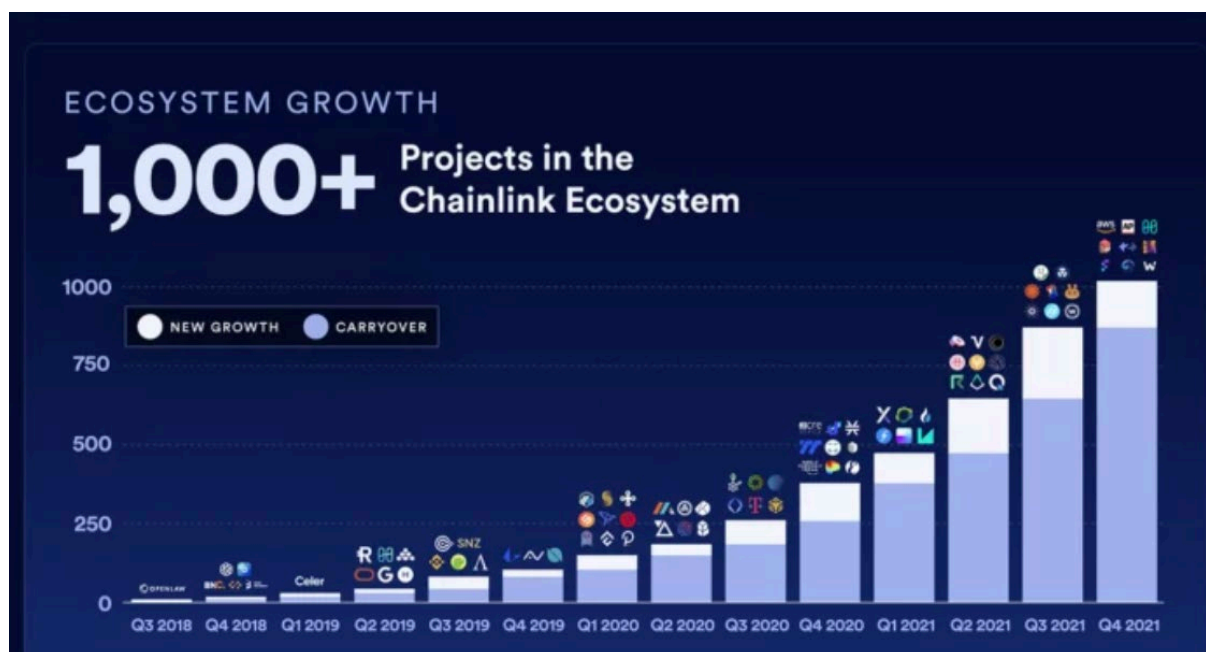 ECOSYSTEM GROWTH
1,000+
Projects in the
Chainlink Ecosystem
1000
NEW GROWTH
CARRYOVER
750
500
250
0
OPENLAW
Celer
SNZ
aws
AP
Q3 2018
Q4 2018
Q1 2019
Q2 2019
Q3 2019
Q4 2019
Q1 2020
Q2 2020
Q3 2020
Q4 2020
Q1 2021
Q2 2021
Q3 2021
Q4 2021